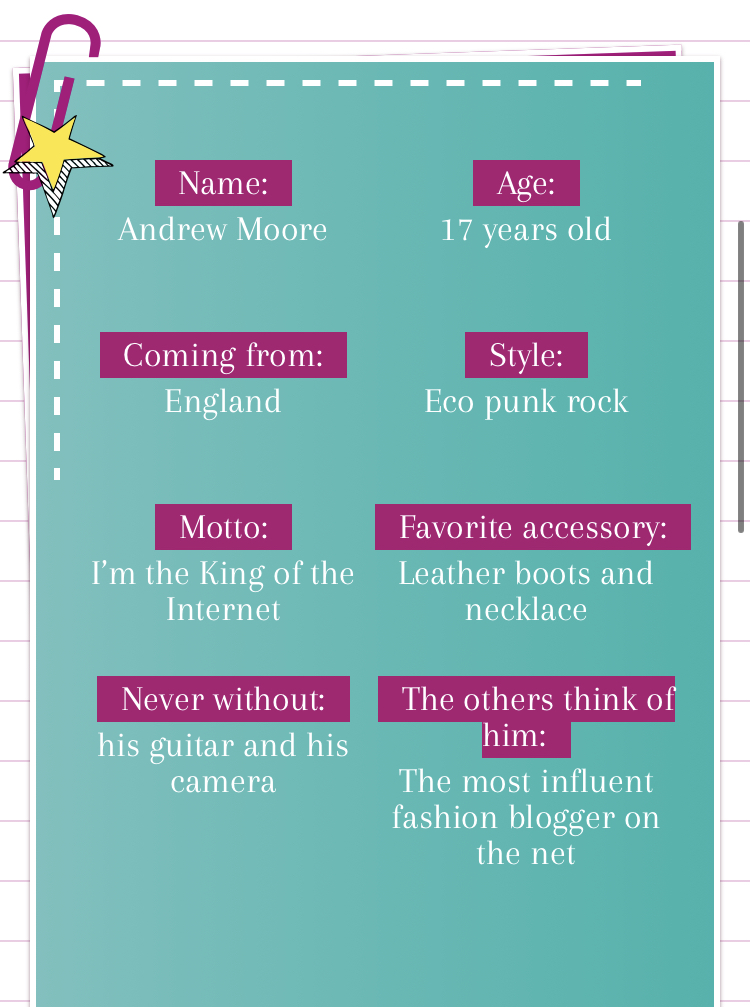 Name:
Andrew Moore
Age:
17 years old
Coming from:
England
Style:
Eco punk rock
Motto:
I’m the King of the
Internet
Favorite accessory:
Leather boots and
necklace
Never without:
his guitar and his
camera
The others think of
him:
The most influent
fashion blogger on
the net